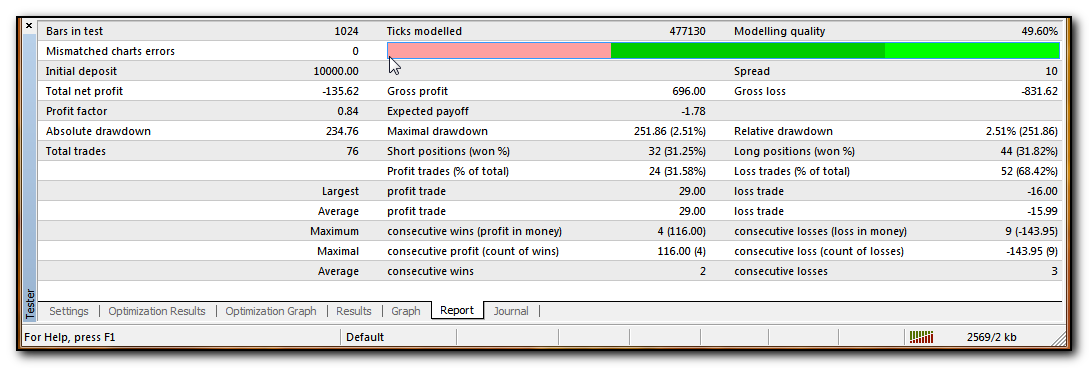 Bars in test 1024 Ticks modelled 477130 Modelling quality 49.60%
Mismatched charts errors 0
Initial deposit 10000.00 Spread 10
Total net profit -135.62 Gross profit 696.00 Gross loss -831.62
Profit factor 0.84 Expected payoff -1.78
Absolute drawdown 234.76 Maximal drawdown 251.86 (2.51%) Relative drawdown 2.51% (251.86)
Total trades 76 Short positions (won %) 32 (31.25%) Long positions (won %) 44 (31.82%)
Profit trades (% of total) 24 (31.58%) Loss trades (% of total) 52 (68.42%)
Largest profit trade 29.00 loss trade -16.00
Average profit trade 29.00 loss trade -15.99
Maximum consecutive wins (profit in money) 4 (116.00) consecutive losses (loss in money) 9 (-143.95)
Maximal consecutive profit (count of wins) 116.00 (4) consecutive loss (count of losses) -143.95 (9)
Average consecutive wins 2 consecutive losses 3
Tester
Settings | Optimization Results | Optimization Graph | Results | Graph | Report | Journal |
For Help, press F1 Default 2569/2 kb